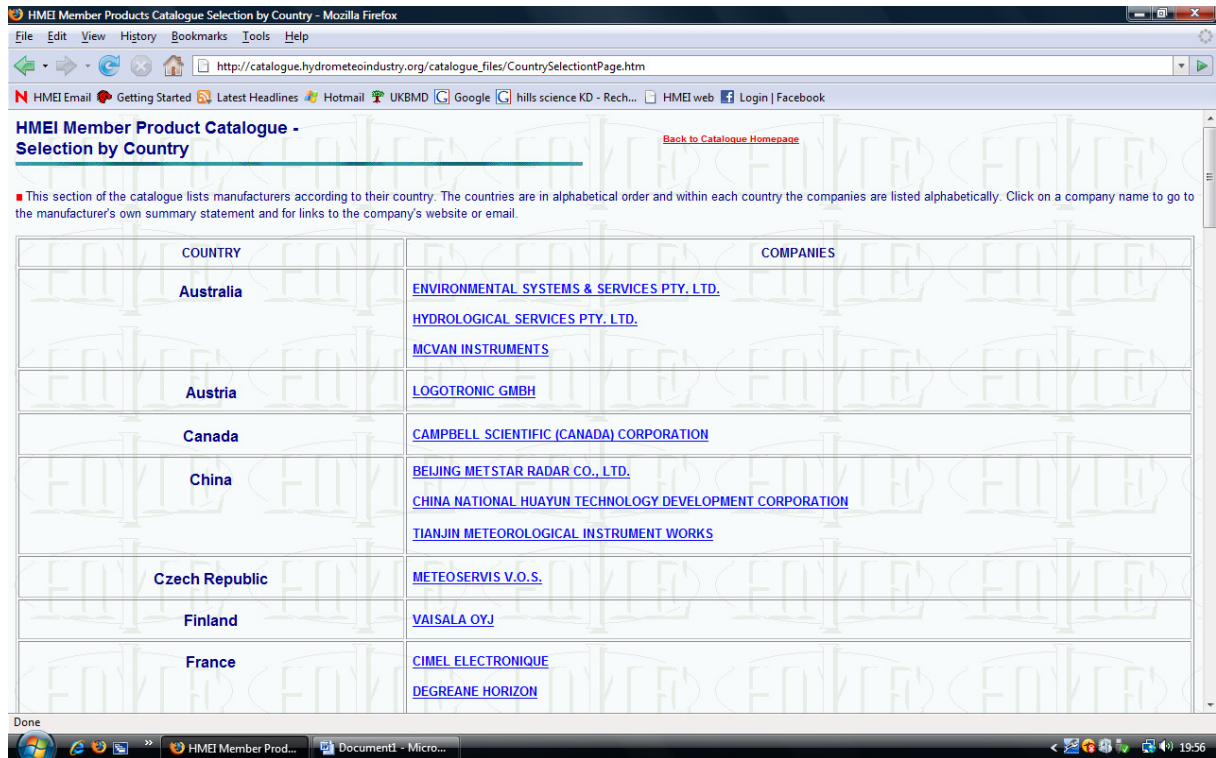 HMEI Member Products Catalogue Selection by Country - Mozilla Firefox
File Edit View History Bookmarks Tools Help
http://catalogue.hydrometeoindustry.org/catalogue_files/CountrySelectiontPage.htm
HMEI Email Getting Started Latest Headlines Hotmail UKBMD Google hills science KD - Rech... HMEI web Login | Facebook
HMEI Member Product Catalogue -
Selection by Country
Back to Catalogue Homepage
This section of the catalogue lists manufacturers according to their country. The countries are in alphabetical order and within each country the companies are listed alphabetically. Click on a company name to go to
the manufacturer's own summary statement and for links to the company's website or email.
COUNTRY COMPANIES
Australia ENVIRONMENTAL SYSTEMS & SERVICES PTY. LTD.
HYDROLOGICAL SERVICES PTY. LTD.
MCVAN INSTRUMENTS
Austria LOGOTRONIC GMBH
Canada CAMPBELL SCIENTIFIC (CANADA) CORPORATION
China BEIJING METSTAR RADAR CO., LTD.
CHINA NATIONAL HUAYUN TECHNOLOGY DEVELOPMENT CORPORATION
TIANJIN METEOROLOGICAL INSTRUMENT WORKS
Czech Republic METEOSERVIS V.O.S.
Finland VAISALA OYJ
France CIMEL ELECTRONIQUE
DEGREANE HORIZON
Done
HMEI Member Prod... Document1 - Micro... 19:56